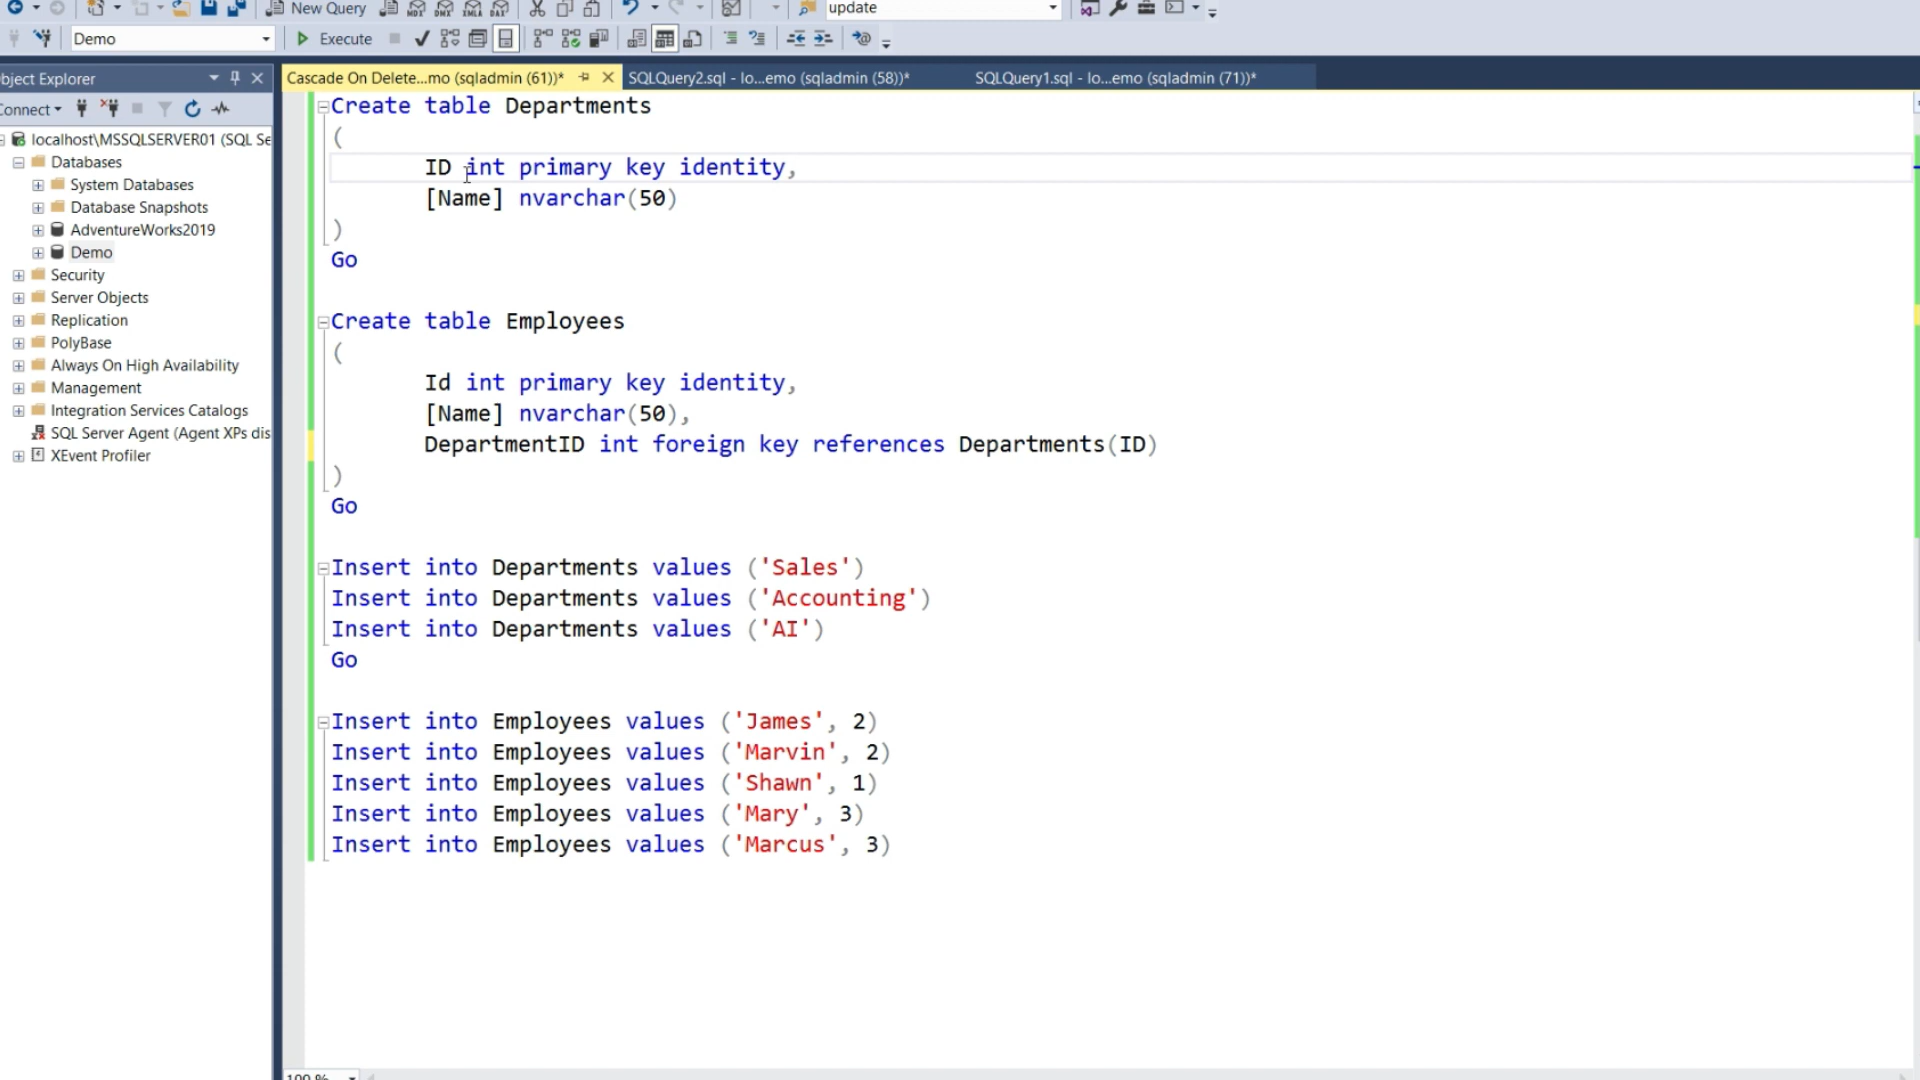 New Query
MDX
DMX
XMLA
DAX
update
Demo
Execute
bject Explorer
Cascade On Delete...mo (sqladmin (61))*
SQLQuery2.sql - lo...emo (sqladmin (58))*
SQLQuery1.sql - lo...emo (sqladmin (71))*
onnect
localhost\MSSQLSERVER01 (SQL Se
Databases
System Databases
Database Snapshots
AdventureWorks2019
Demo
Security
Server Objects
Replication
PolyBase
Always On High Availability
Management
Integration Services Catalogs
SQL Server Agent (Agent XPs dis
XEvent Profiler
Create table Departments
(
ID int primary key identity,
[Name] nvarchar(50)
)
Go
Create table Employees
(
Id int primary key identity,
[Name] nvarchar(50),
DepartmentID int foreign key references Departments(ID)
)
Go
Insert into Departments values ('Sales')
Insert into Departments values ('Accounting')
Insert into Departments values ('AI')
Go
Insert into Employees values ('James', 2)
Insert into Employees values ('Marvin', 2)
Insert into Employees values ('Shawn', 1)
Insert into Employees values ('Mary', 3)
Insert into Employees values ('Marcus', 3)
100 %